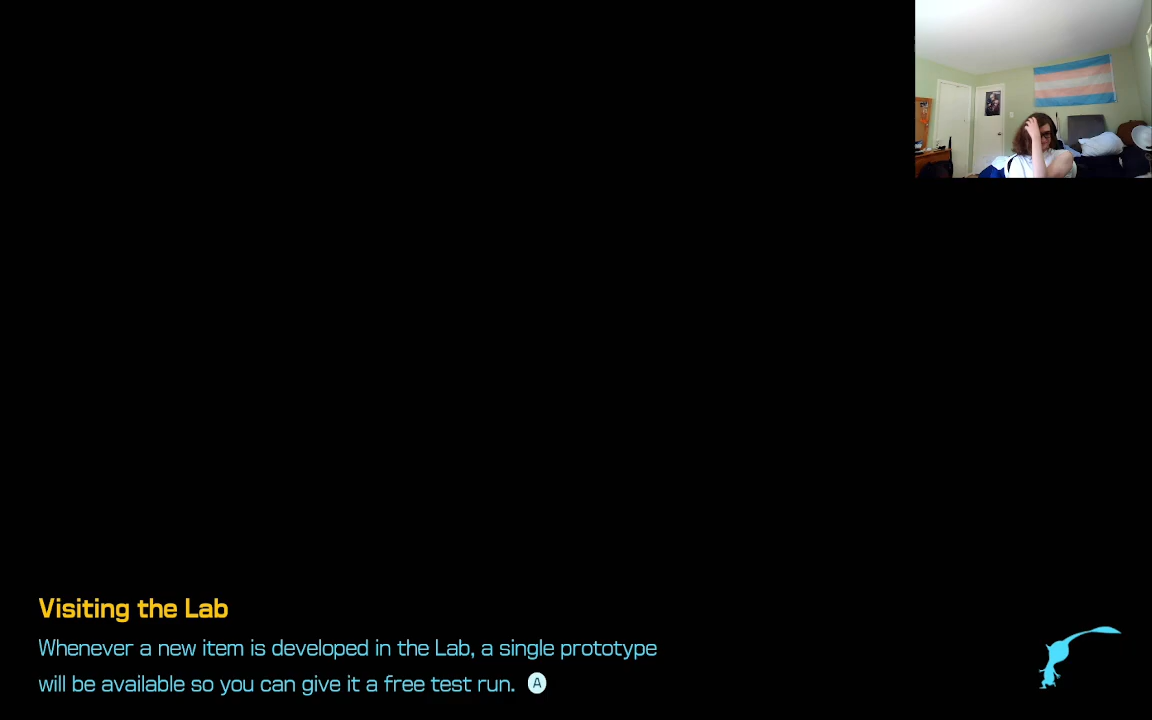 Visiting the Lab
Whenever a new item is developed in the Lab, a single prototype
will be available so you can give it a free test run. A